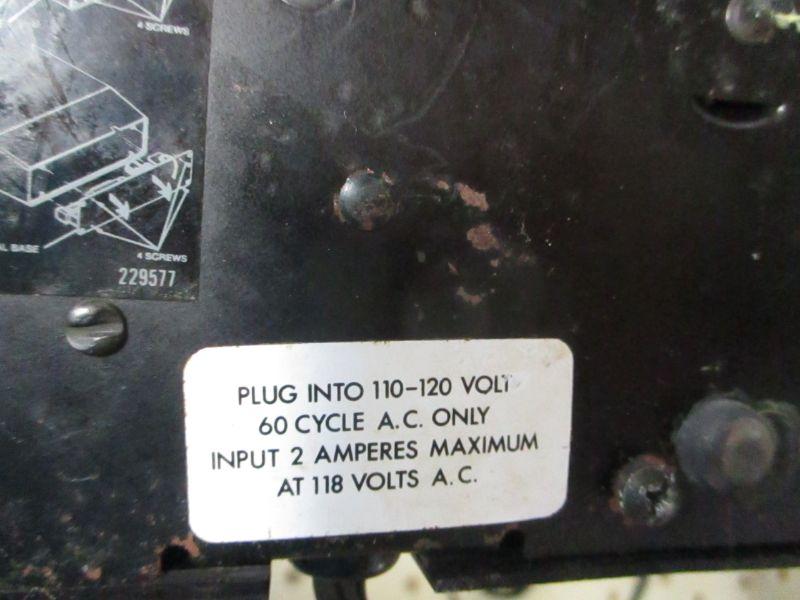 4 SCREWS
AL BASE
4 SCREWS
229577
PLUG INTO 110-120 VOLT
60 CYCLE A.C. ONLY
INPUT 2 AMPERES MAXIMUM
AT 118 VOLTS A.C.